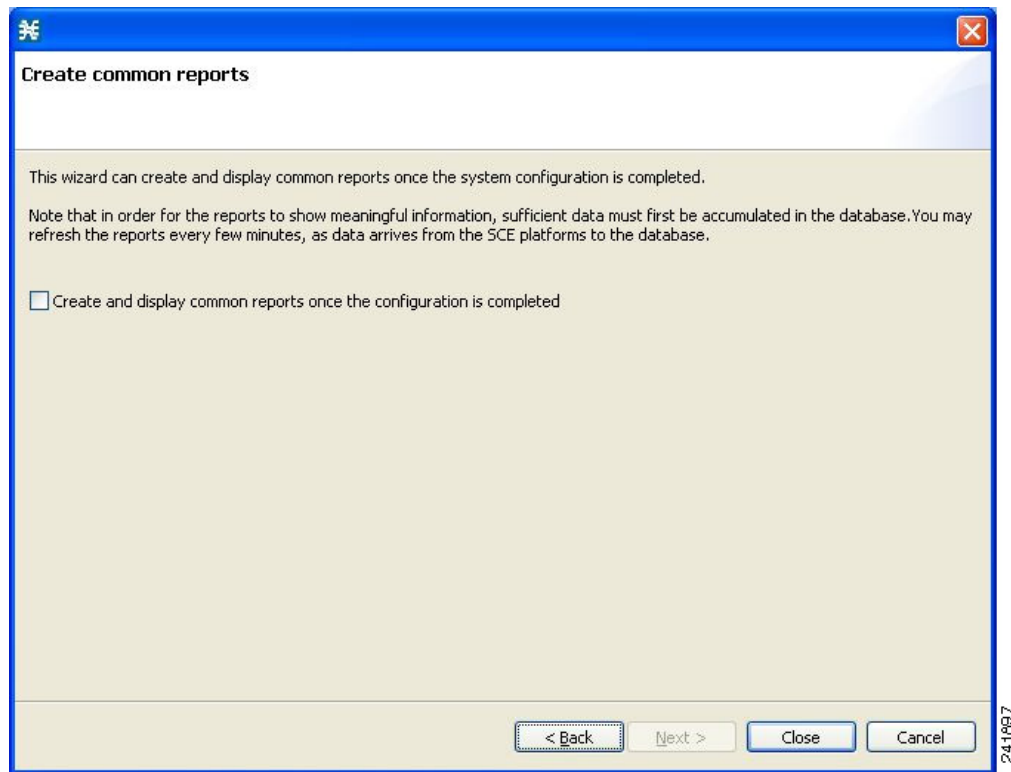 Create common reports
This wizard can create and display common reports once the system configuration is completed.
Note that in order for the reports to show meaningful information, sufficient data must first be accumulated in the database.You may
refresh the reports every few minutes, as data arrives from the SCE platforms to the database.
Create and display common reports once the configuration is completed
< Back Next > Close Cancel
241897